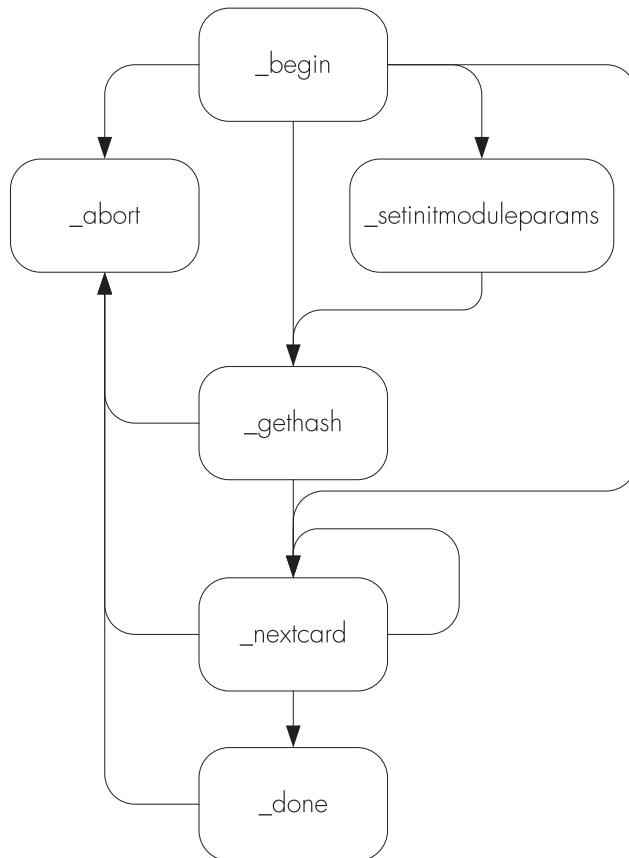 _begin
_abort
_setinitmoduleparams
_gethash
_nextcard
_done